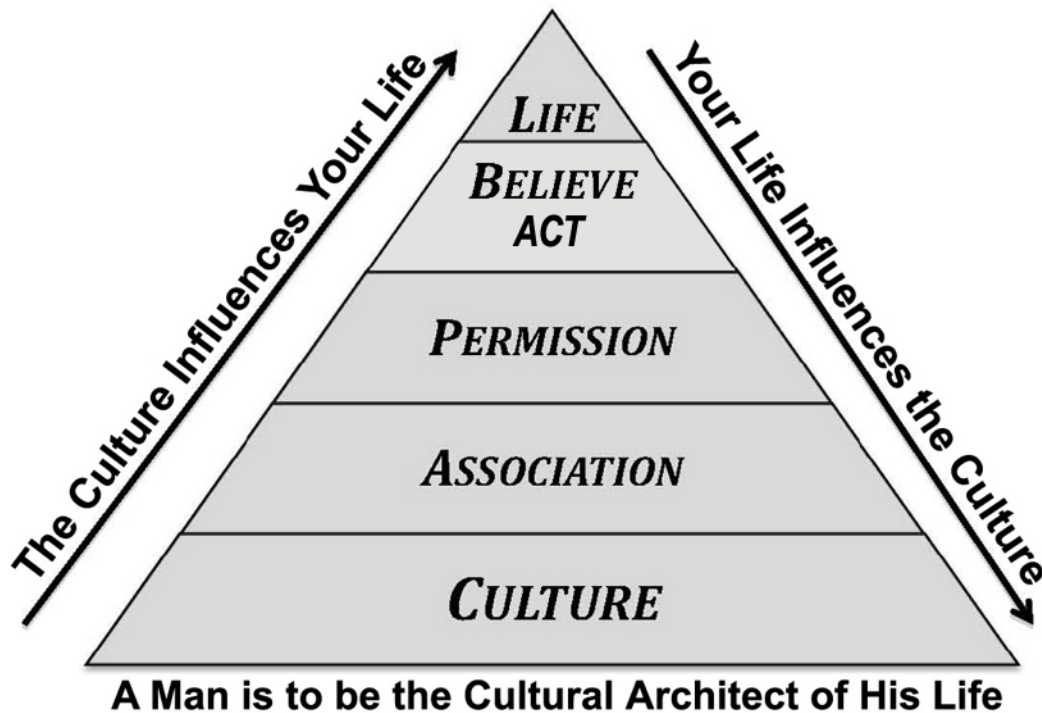 The Culture Influences Your Life
Your Life Influences the Culture
LIFE
BELIEVE
ACT
PERMISSION
ASSOCIATION
CULTURE
A Man is to be the Cultural Architect of His Life